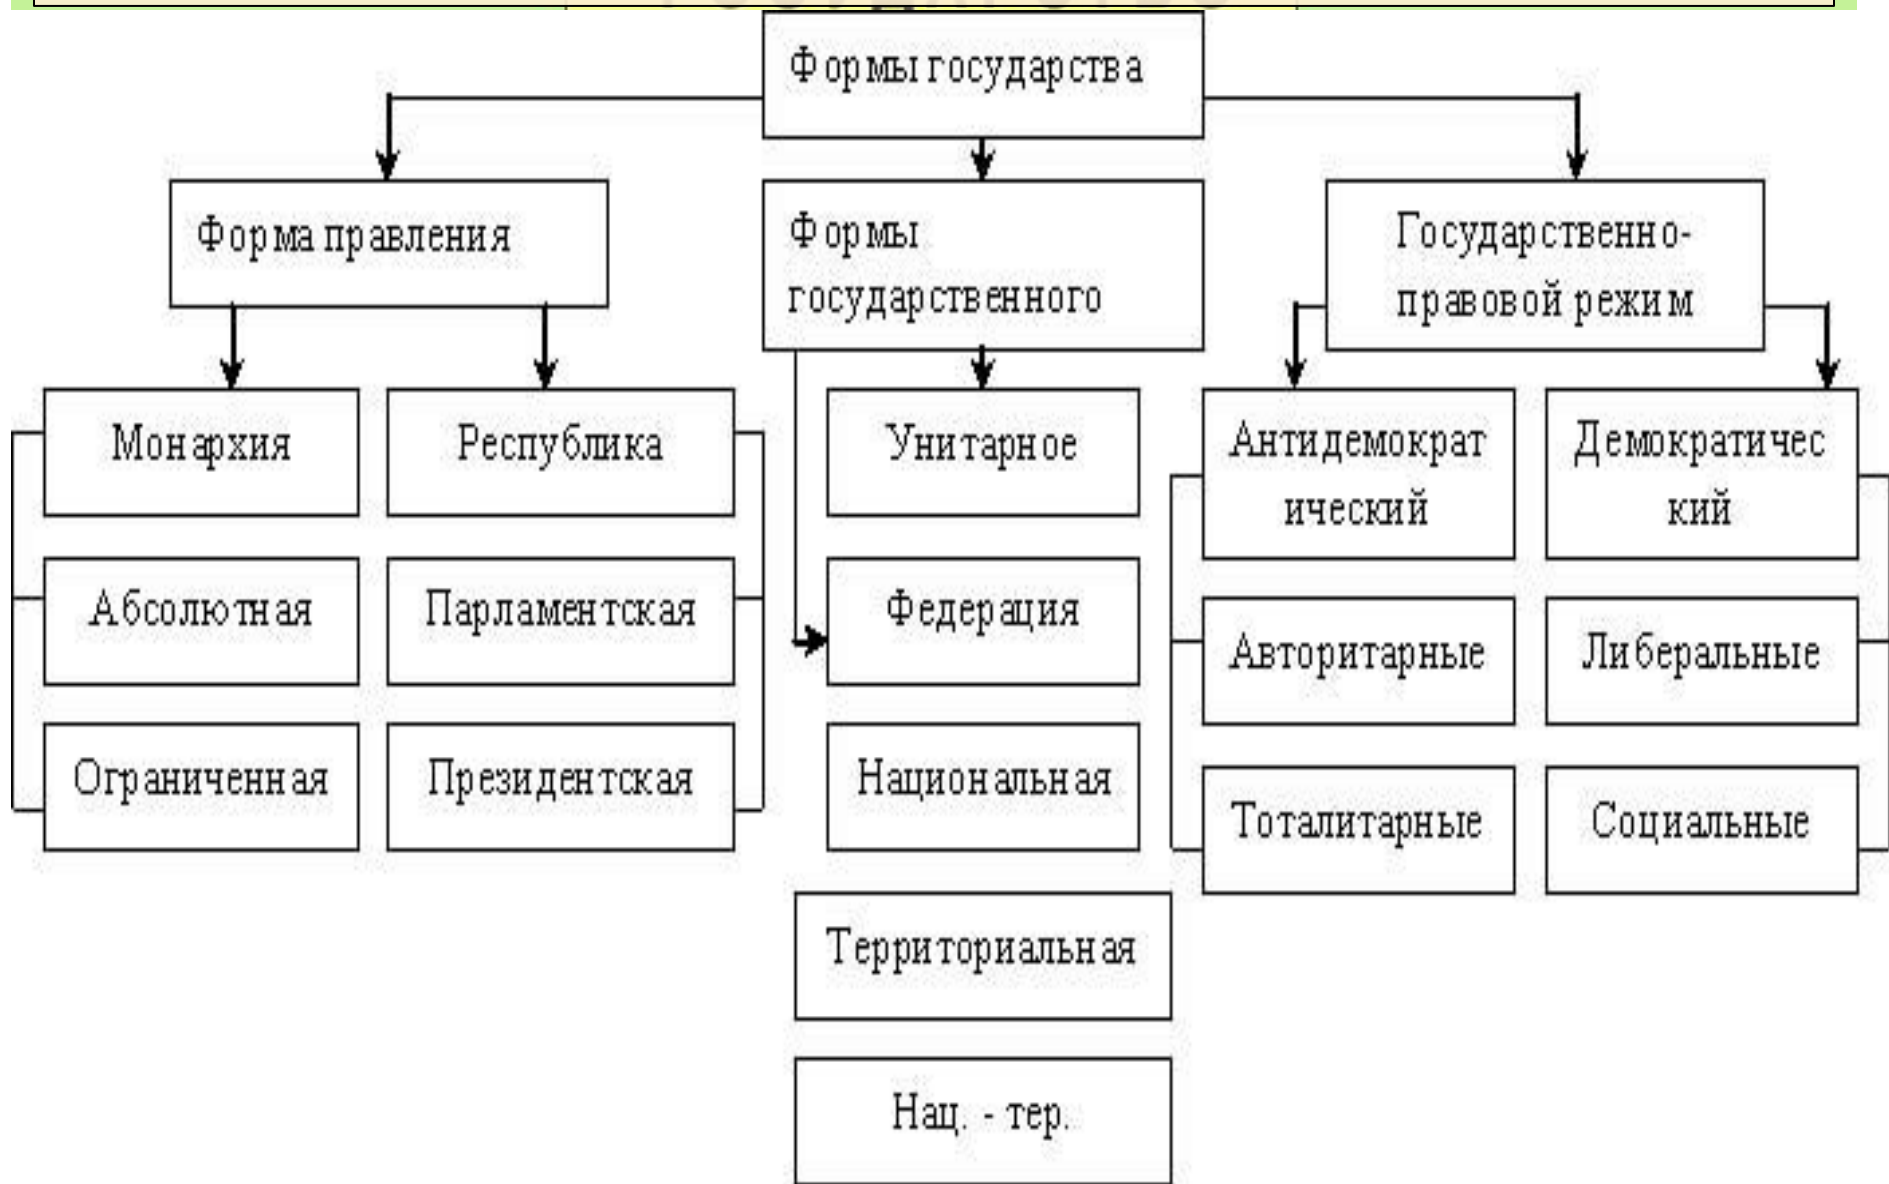 Формы государства
Форма правления
Формы
государственного
Государственно-
правовой режим
Монархия
Республика
Унитарное
Антидемократ
ический
Демократичес
кий
Абсолютная
Парламентская
Федерация
Авторитарные
Либеральные
Ограниченная
Президентская
Национальная
Тоталитарные
Социальные
Территориальная
Нац. - тер.